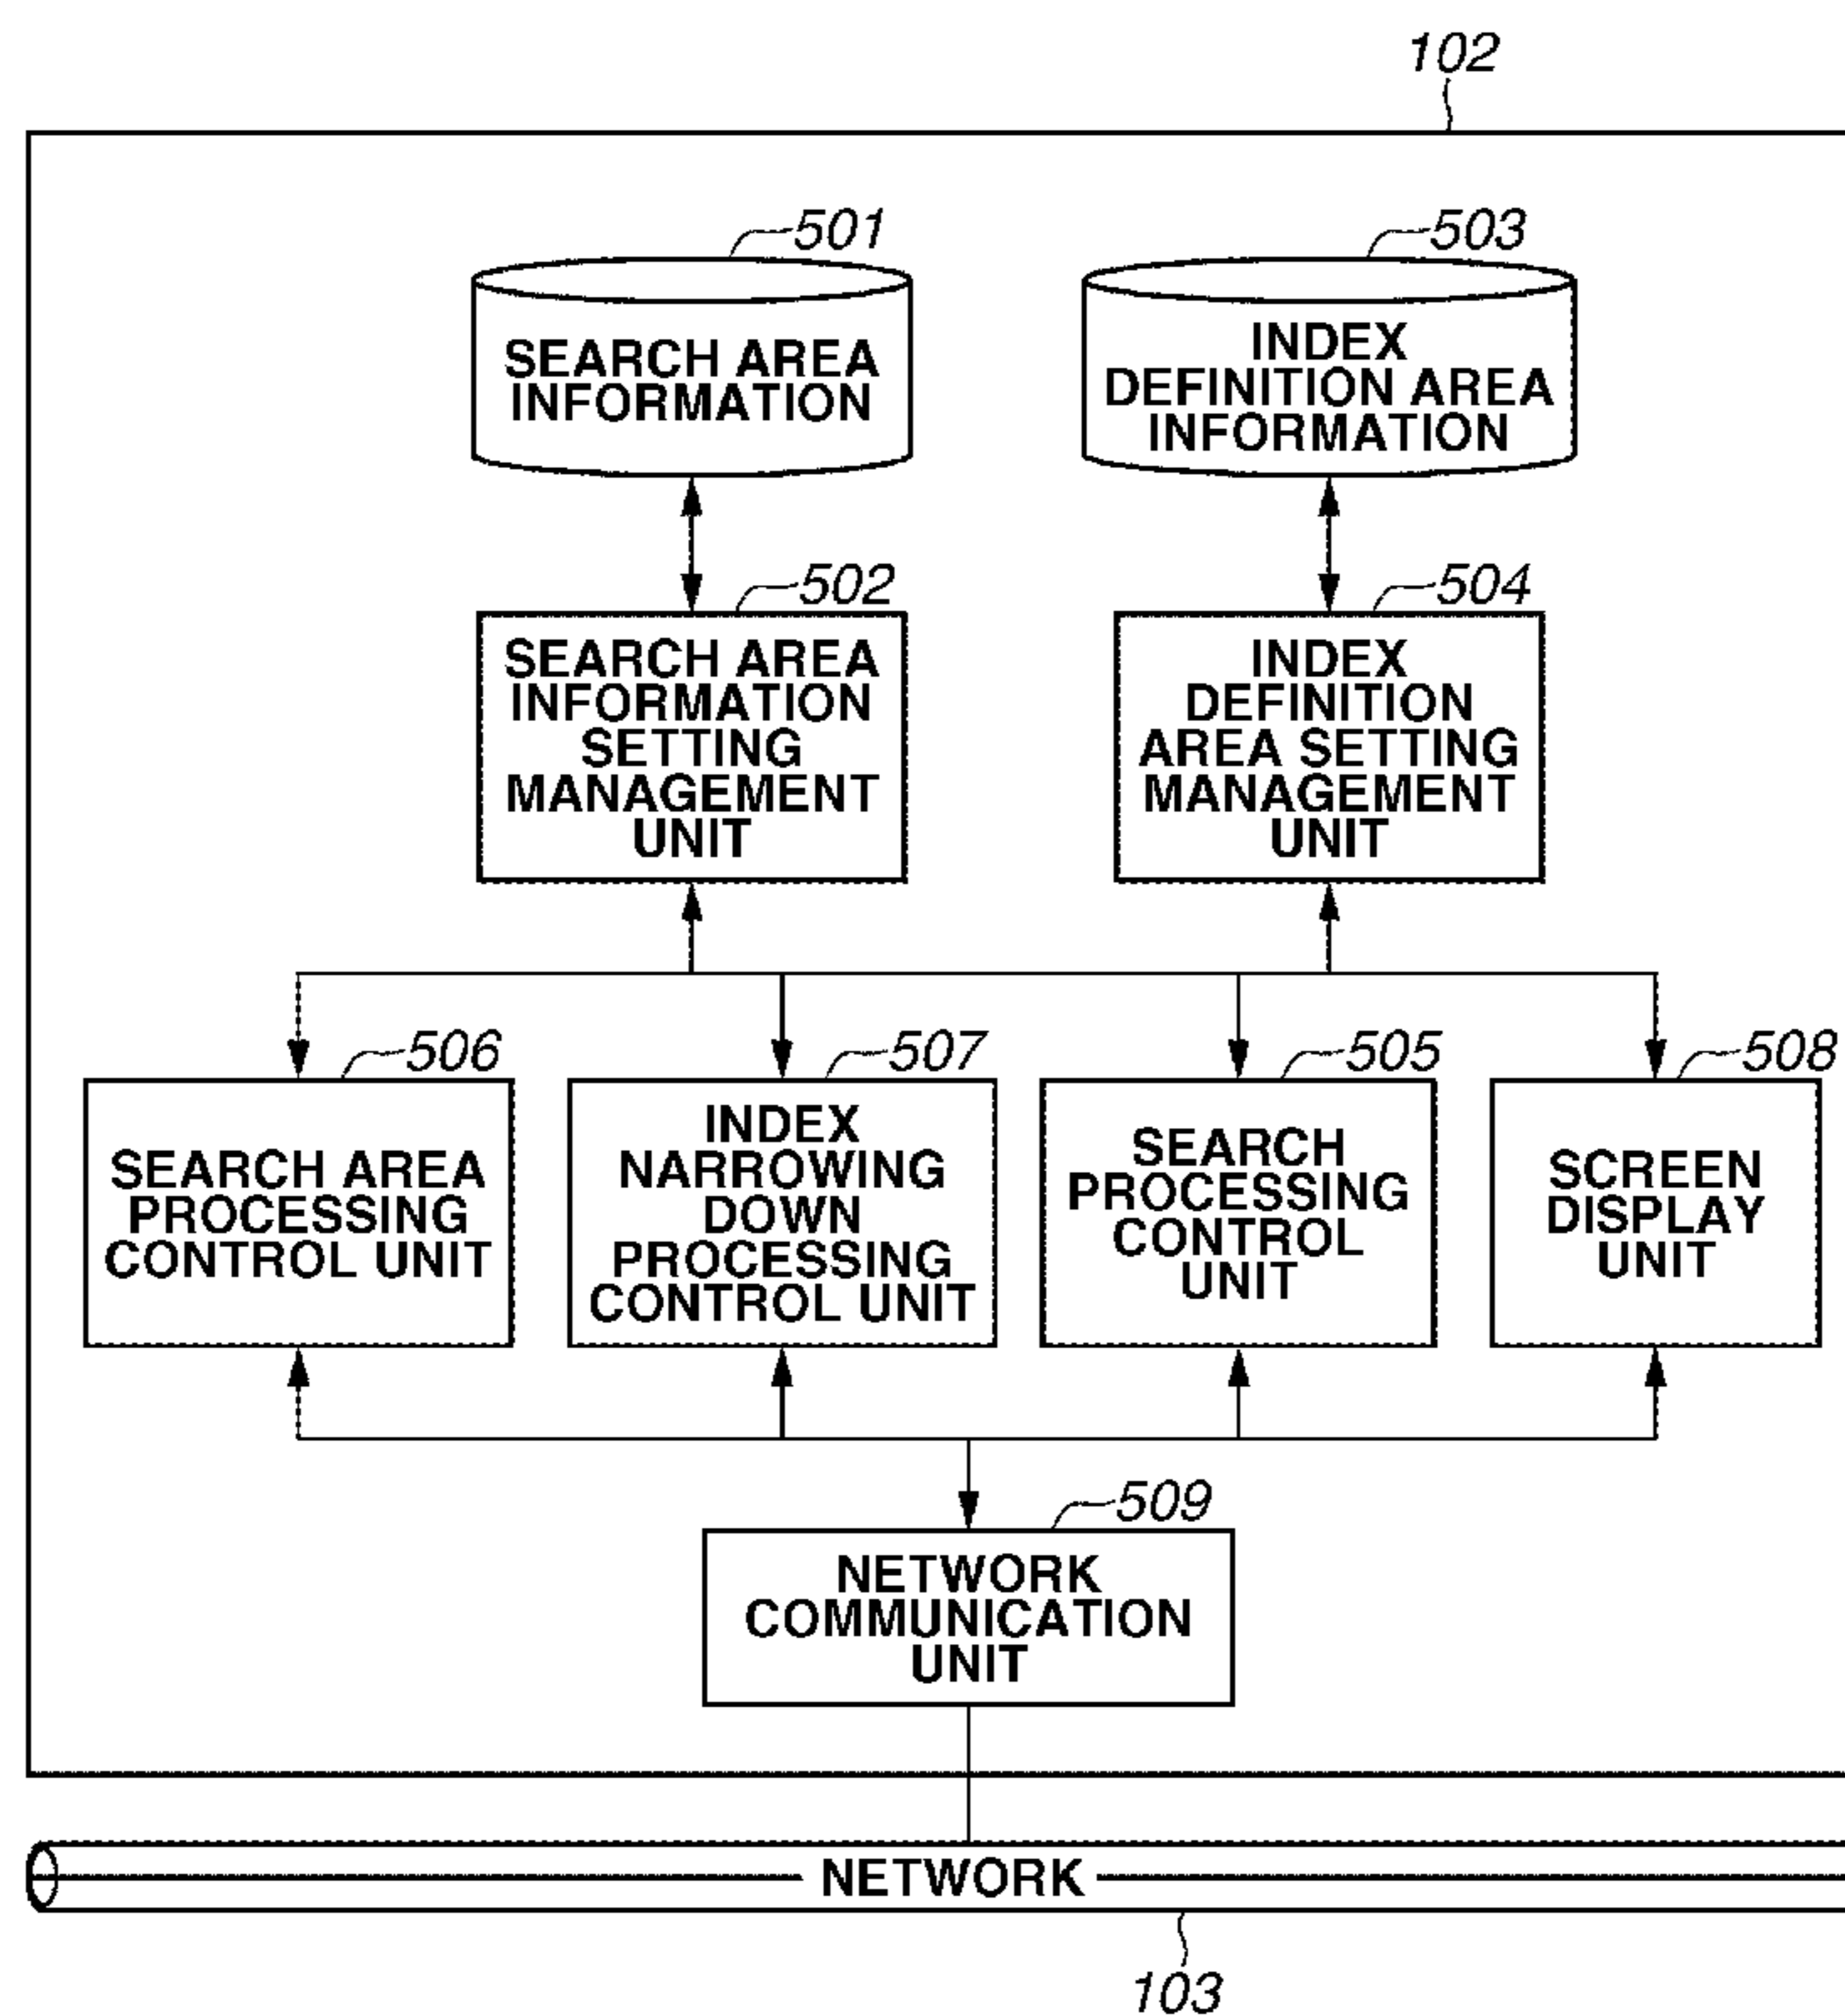 102
501
503
SEARCH AREA
INFORMATION
INDEX
DEFINITION AREA
INFORMATION
502
504
SEARCH AREA
INFORMATION
SETTING
MANAGEMENT
UNIT
INDEX
DEFINITION
AREA SETTING
MANAGEMENT
UNIT
506
507
505
508
SEARCH AREA
PROCESSING
CONTROL UNIT
INDEX
NARROWING
DOWN
PROCESSING
CONTROL UNIT
SEARCH
PROCESSING
CONTROL
UNIT
SCREEN
DISPLAY
UNIT
509
NETWORK
COMMUNICATION
UNIT
NETWORK
103